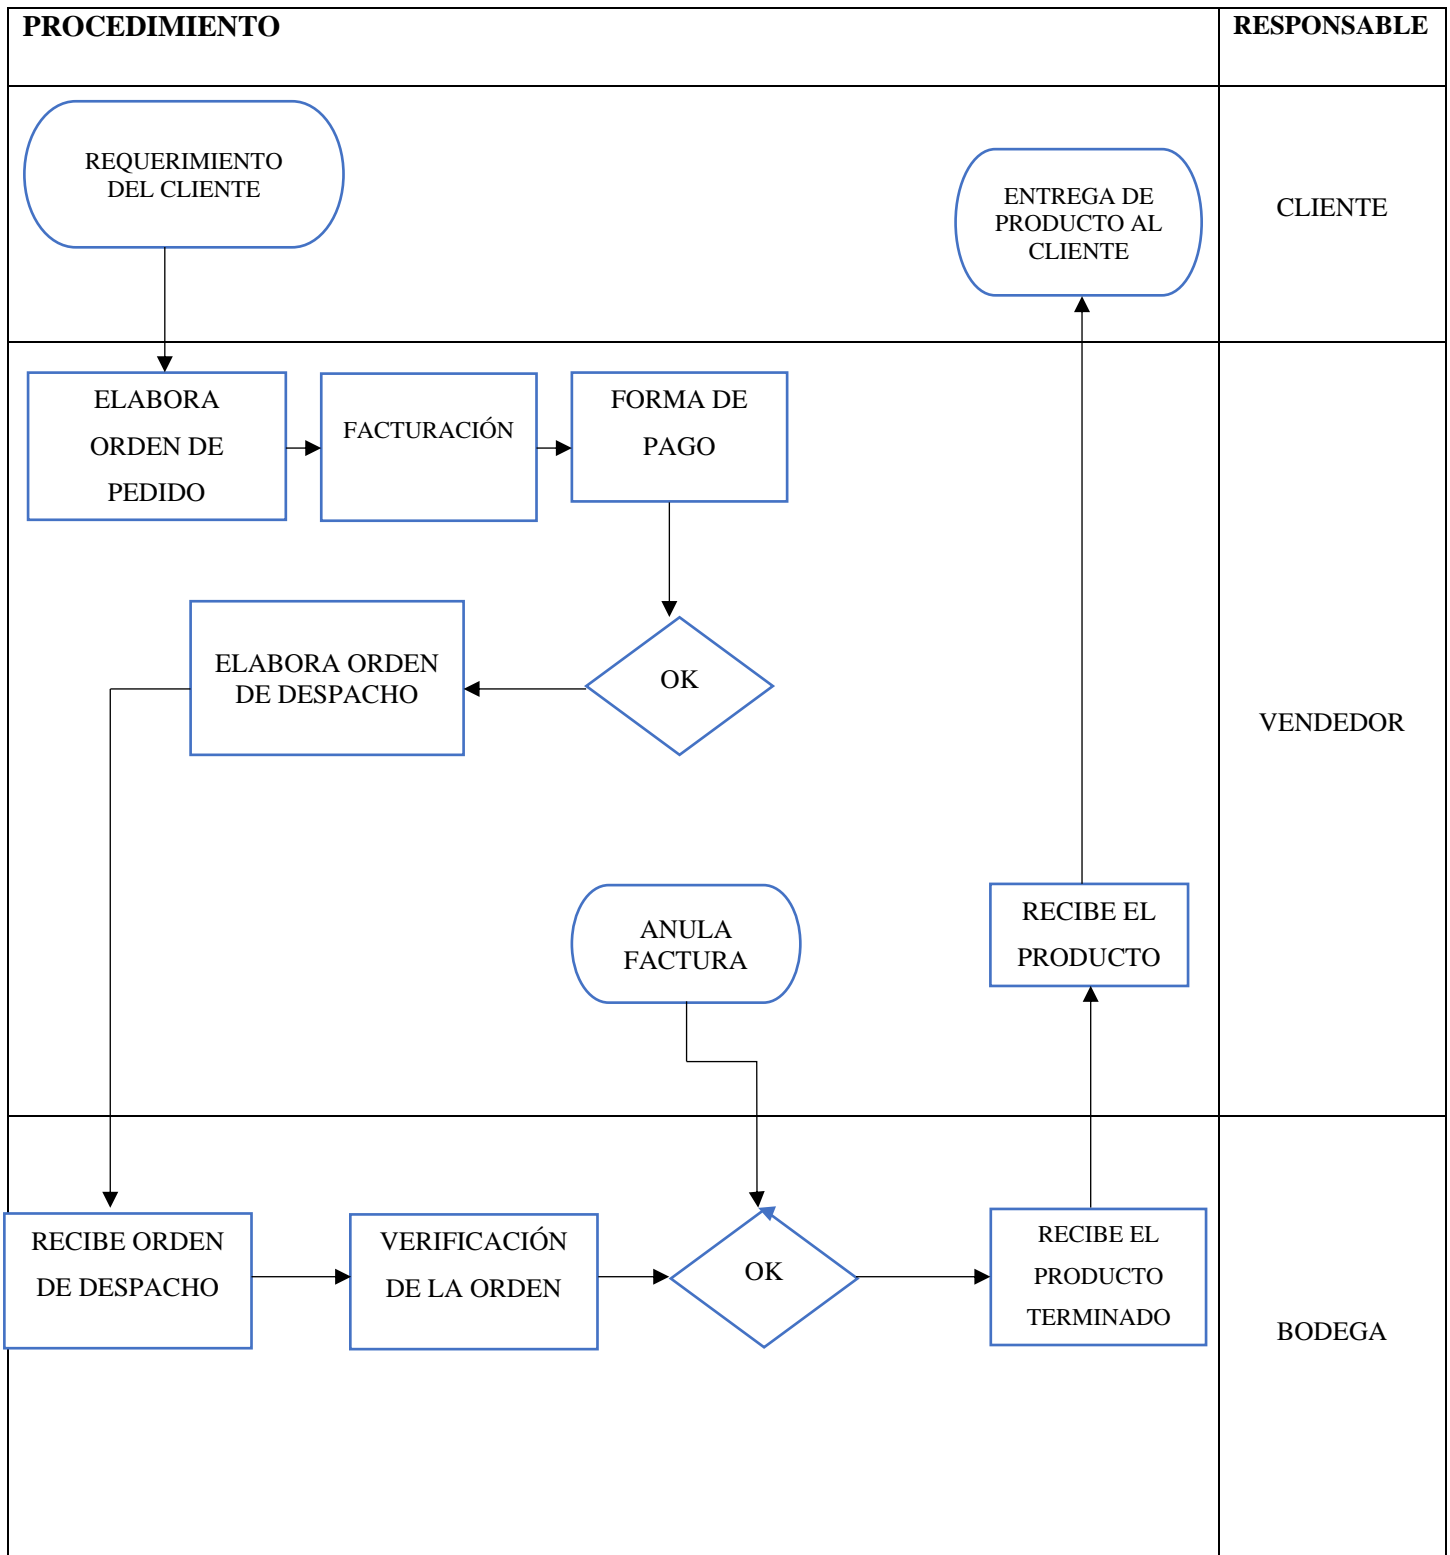 PROCEDIMIENTO
RESPONSABLE
REQUERIMIENTO
DEL CLIENTE
ENTREGA DE
PRODUCTO AL
CLIENTE
CLIENTE
ELABORA
ORDEN DE
PEDIDO
FACTURACIÓN
FORMA DE
PAGO
ELABORA ORDEN
DE DESPACHO
OK
VENDEDOR
ANULA
FACTURA
RECIBE EL
PRODUCTO
RECIBE ORDEN
DE DESPACHO
VERIFICACIÓN
DE LA ORDEN
OK
RECIBE EL
PRODUCTO
TERMINADO
BODEGA